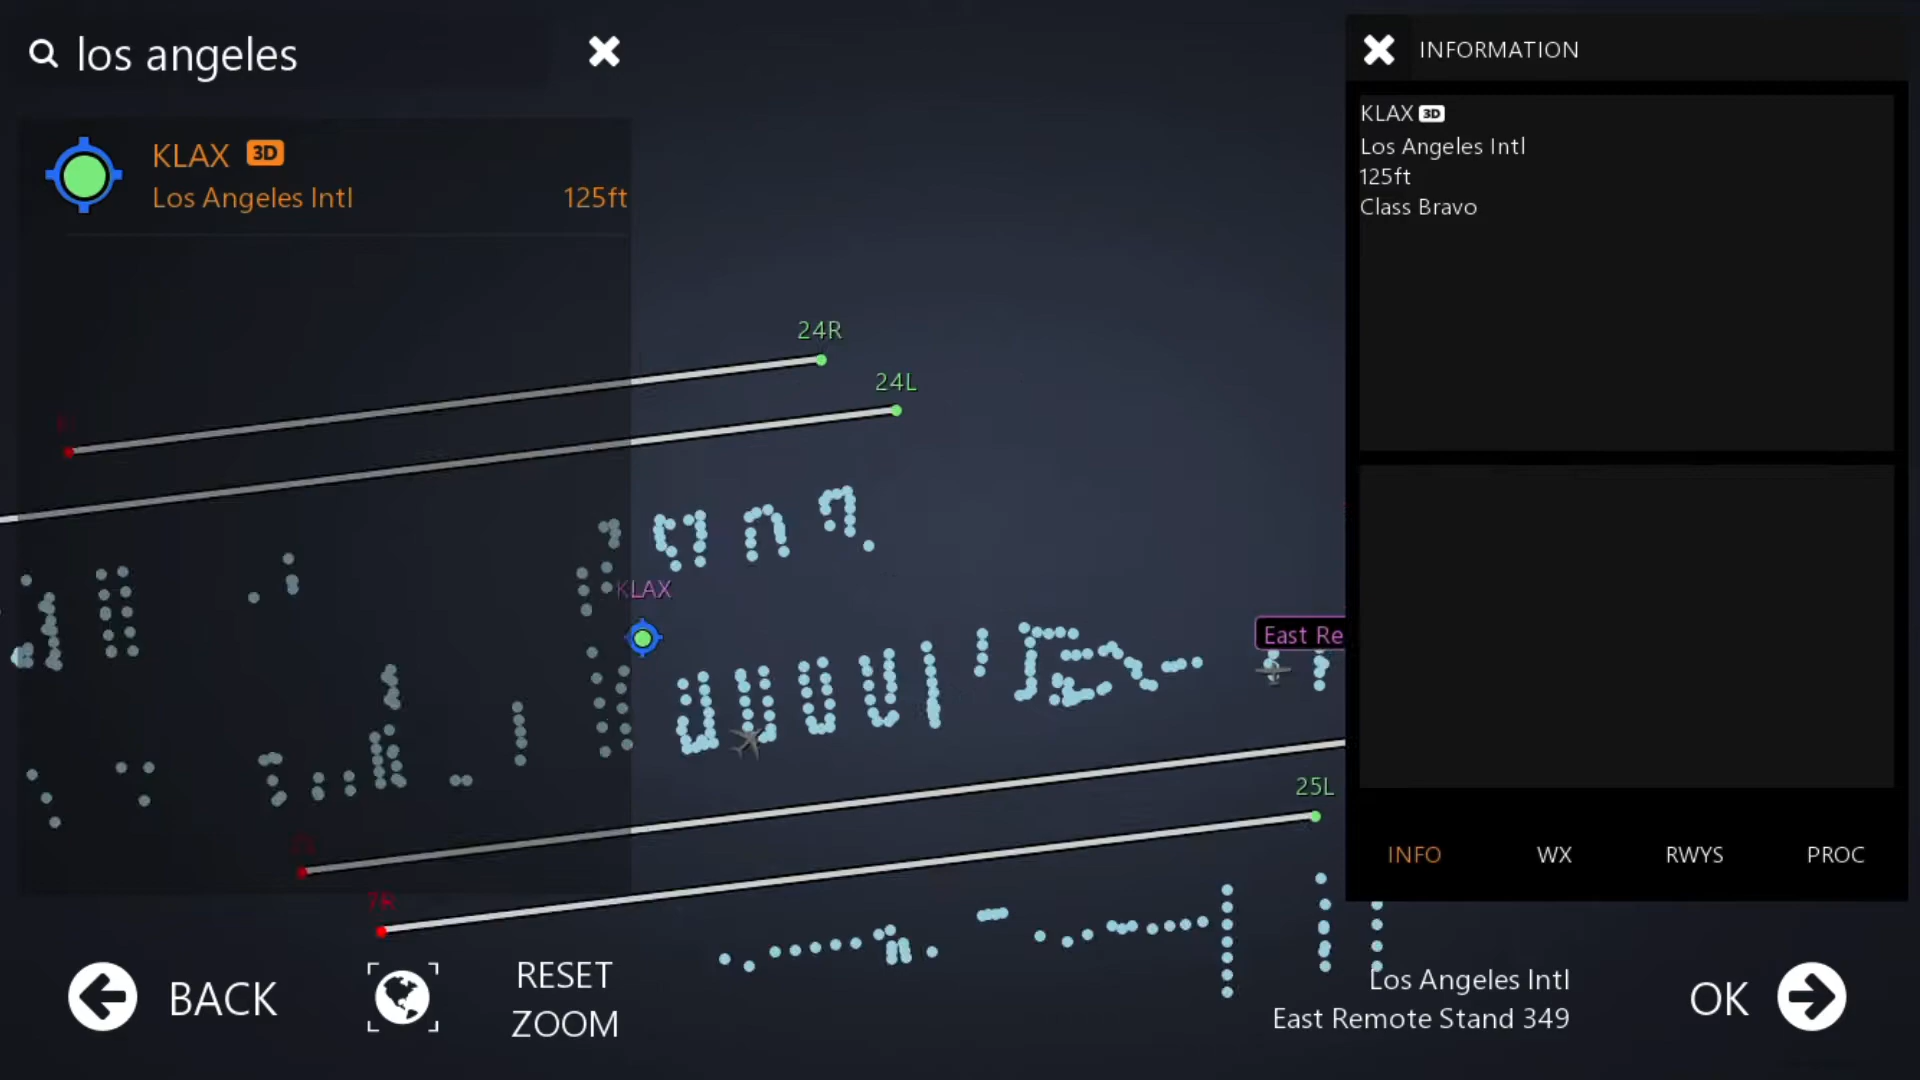 los angeles
KLAX 3D
Los Angeles Intl 125ft
INFORMATION
KLAX 3D
Los Angeles Intl
125ft
Class Bravo
24R
24L
KLAX
East Re
25L
7R
INFO WX RWYS PROC
BACK
RESET
ZOOM
Los Angeles Intl
East Remote Stand 349
OK